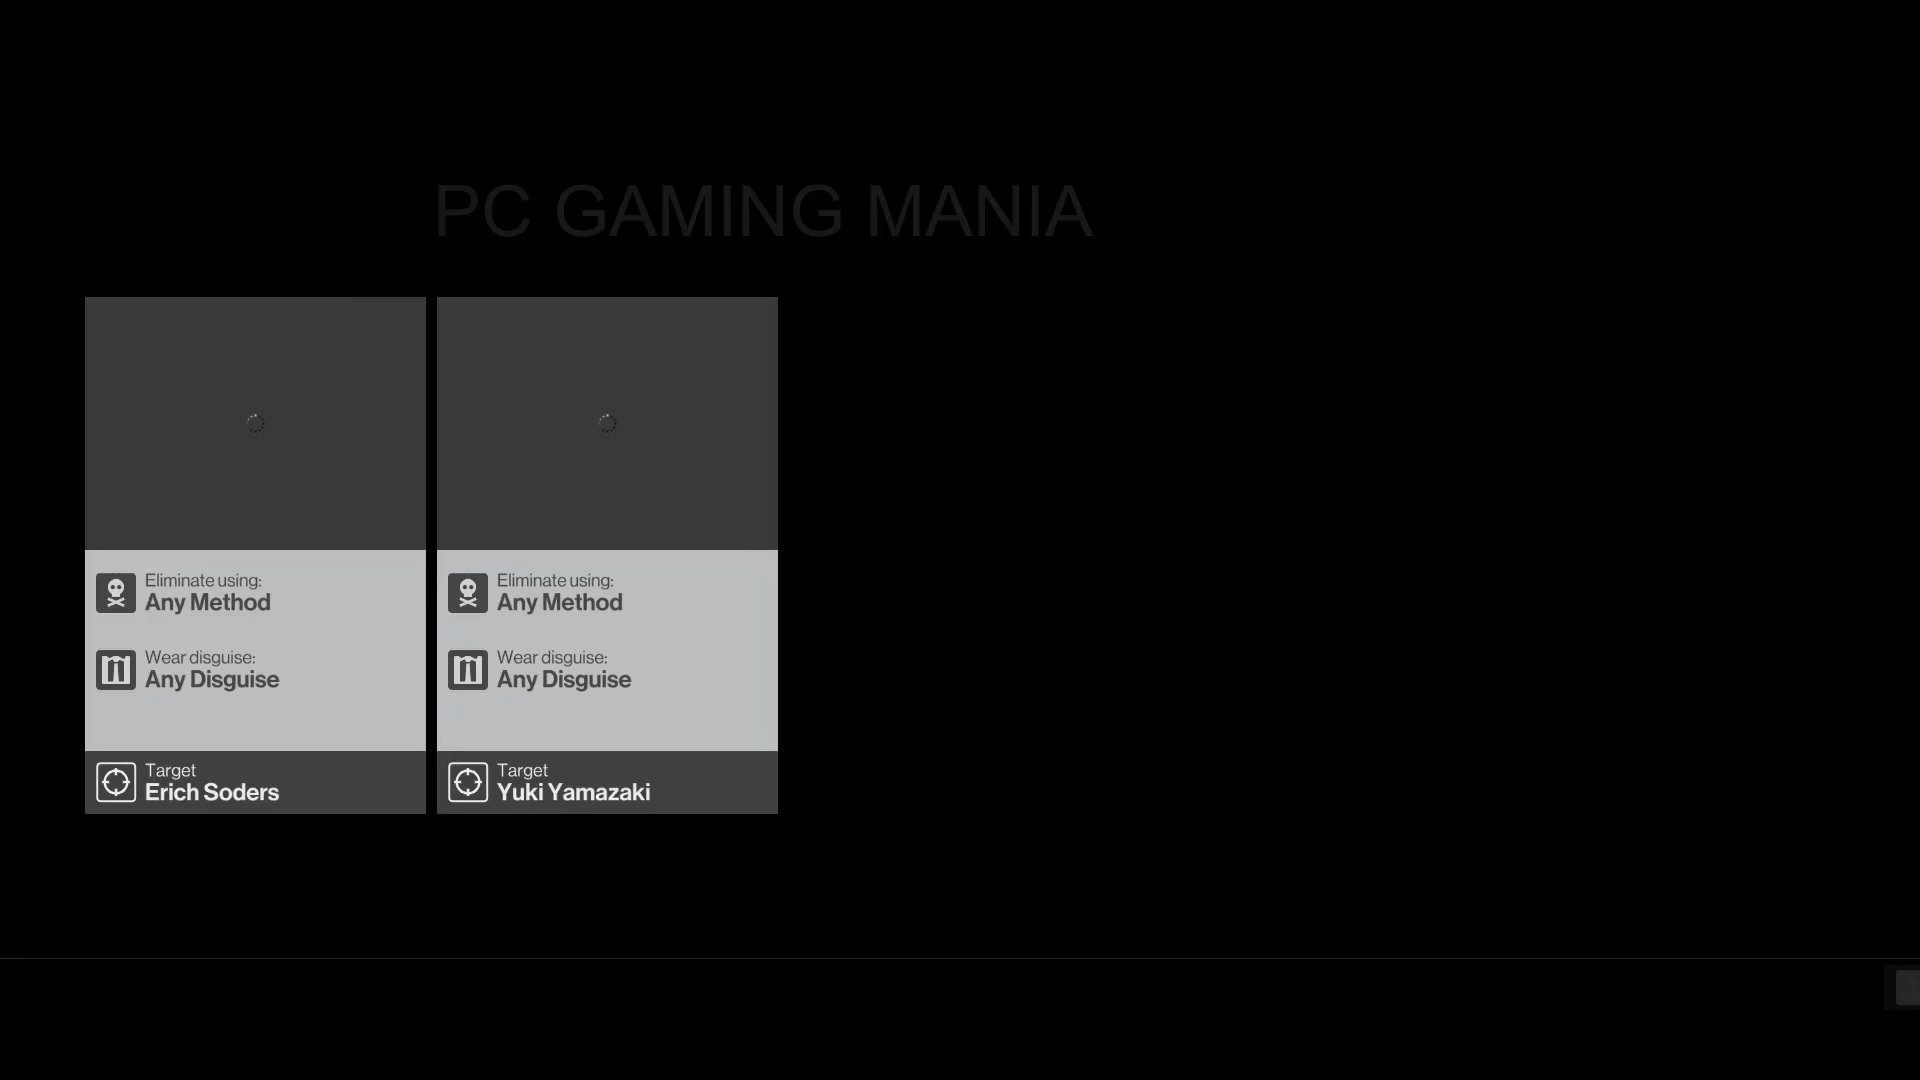 PC GAMING MANIA
Eliminate using:
Any Method
Wear disguise:
Any Disguise
Target
Erich Soders
Eliminate using:
Any Method
Wear disguise:
Any Disguise
Target
Yuki Yamazaki